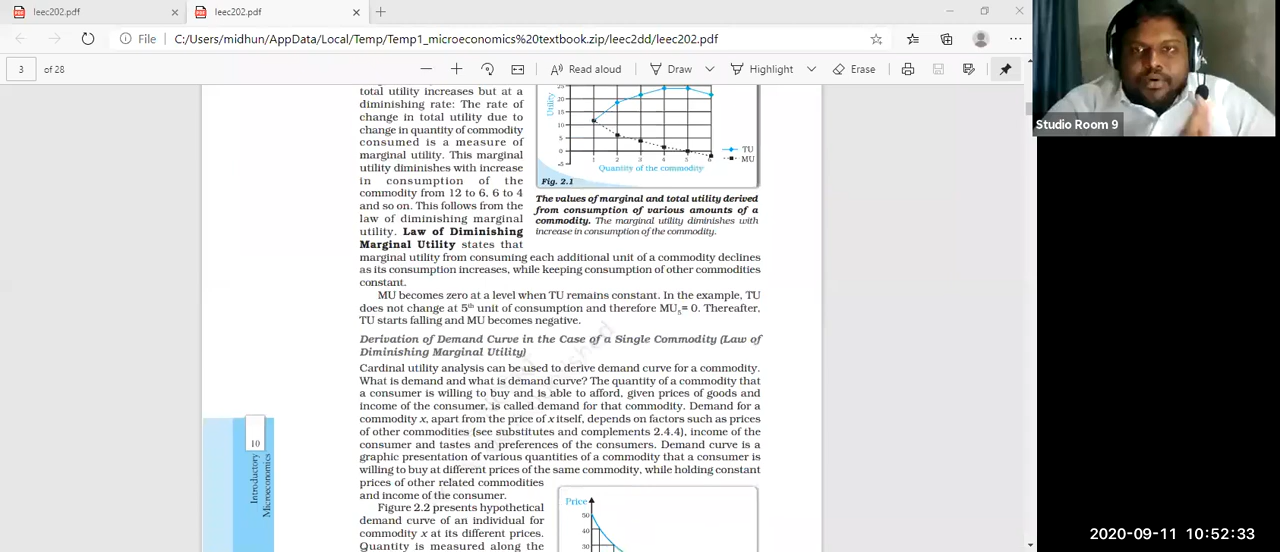 leec202.pdf
leec202.pdf
File
C:/Users/midhun/AppData/Local/Temp/Temp1_microeconomics%20textbook.zip/leec2dd/leec202.pdf
3 of 28
Read aloud
Draw
Highlight
Erase
Studio Room 9
total utility increases but at a
diminishing rate: The rate of
change in total utility due to
change in quantity of commodity
consumed is a measure of
marginal utility. This marginal
utility diminishes with increase
in consumption of the
commodity from 12 to 6, 6 to 4
and so on. This follows from the
law of diminishing marginal
utility. Law of Diminishing
Marginal Utility states that
marginal utility from consuming each additional unit of a commodity declines
as its consumption increases, while keeping consumption of other commodities
constant.
Utility
25
20
15
10
5
0
-5
1 2 3 4 5 6
Quantity of the commodity
TU
MU
Fig. 2.1
The values of marginal and total utility derived
from consumption of various amounts of a
commodity. The marginal utility diminishes with
increase in consumption of the commodity.
MU becomes zero at a level when TU remains constant. In the example, TU
does not change at 5th unit of consumption and therefore MU5= 0. Thereafter,
TU starts falling and MU becomes negative.
Derivation of Demand Curve in the Case of a Single Commodity (Law of
Diminishing Marginal Utility)
Cardinal utility analysis can be used to derive demand curve for a commodity.
What is demand and what is demand curve? The quantity of a commodity that
a consumer is willing to buy and is able to afford, given prices of goods and
income of the consumer, is called demand for that commodity. Demand for a
commodity x, apart from the price of x itself, depends on factors such as prices
of other commodities (see substitutes and complements 2.4.4), income of the
consumer and tastes and preferences of the consumers. Demand curve is a
graphic presentation of various quantities of a commodity that a consumer is
willing to buy at different prices of the same commodity, while holding constant
prices of other related commodities
and income of the consumer.
Figure 2.2 presents hypothetical
demand curve of an individual for
commodity x at its different prices.
Quantity is measured along the
Price
50
40
30
10
Introductory
Microeconomics
2020-09-11 10:52:33